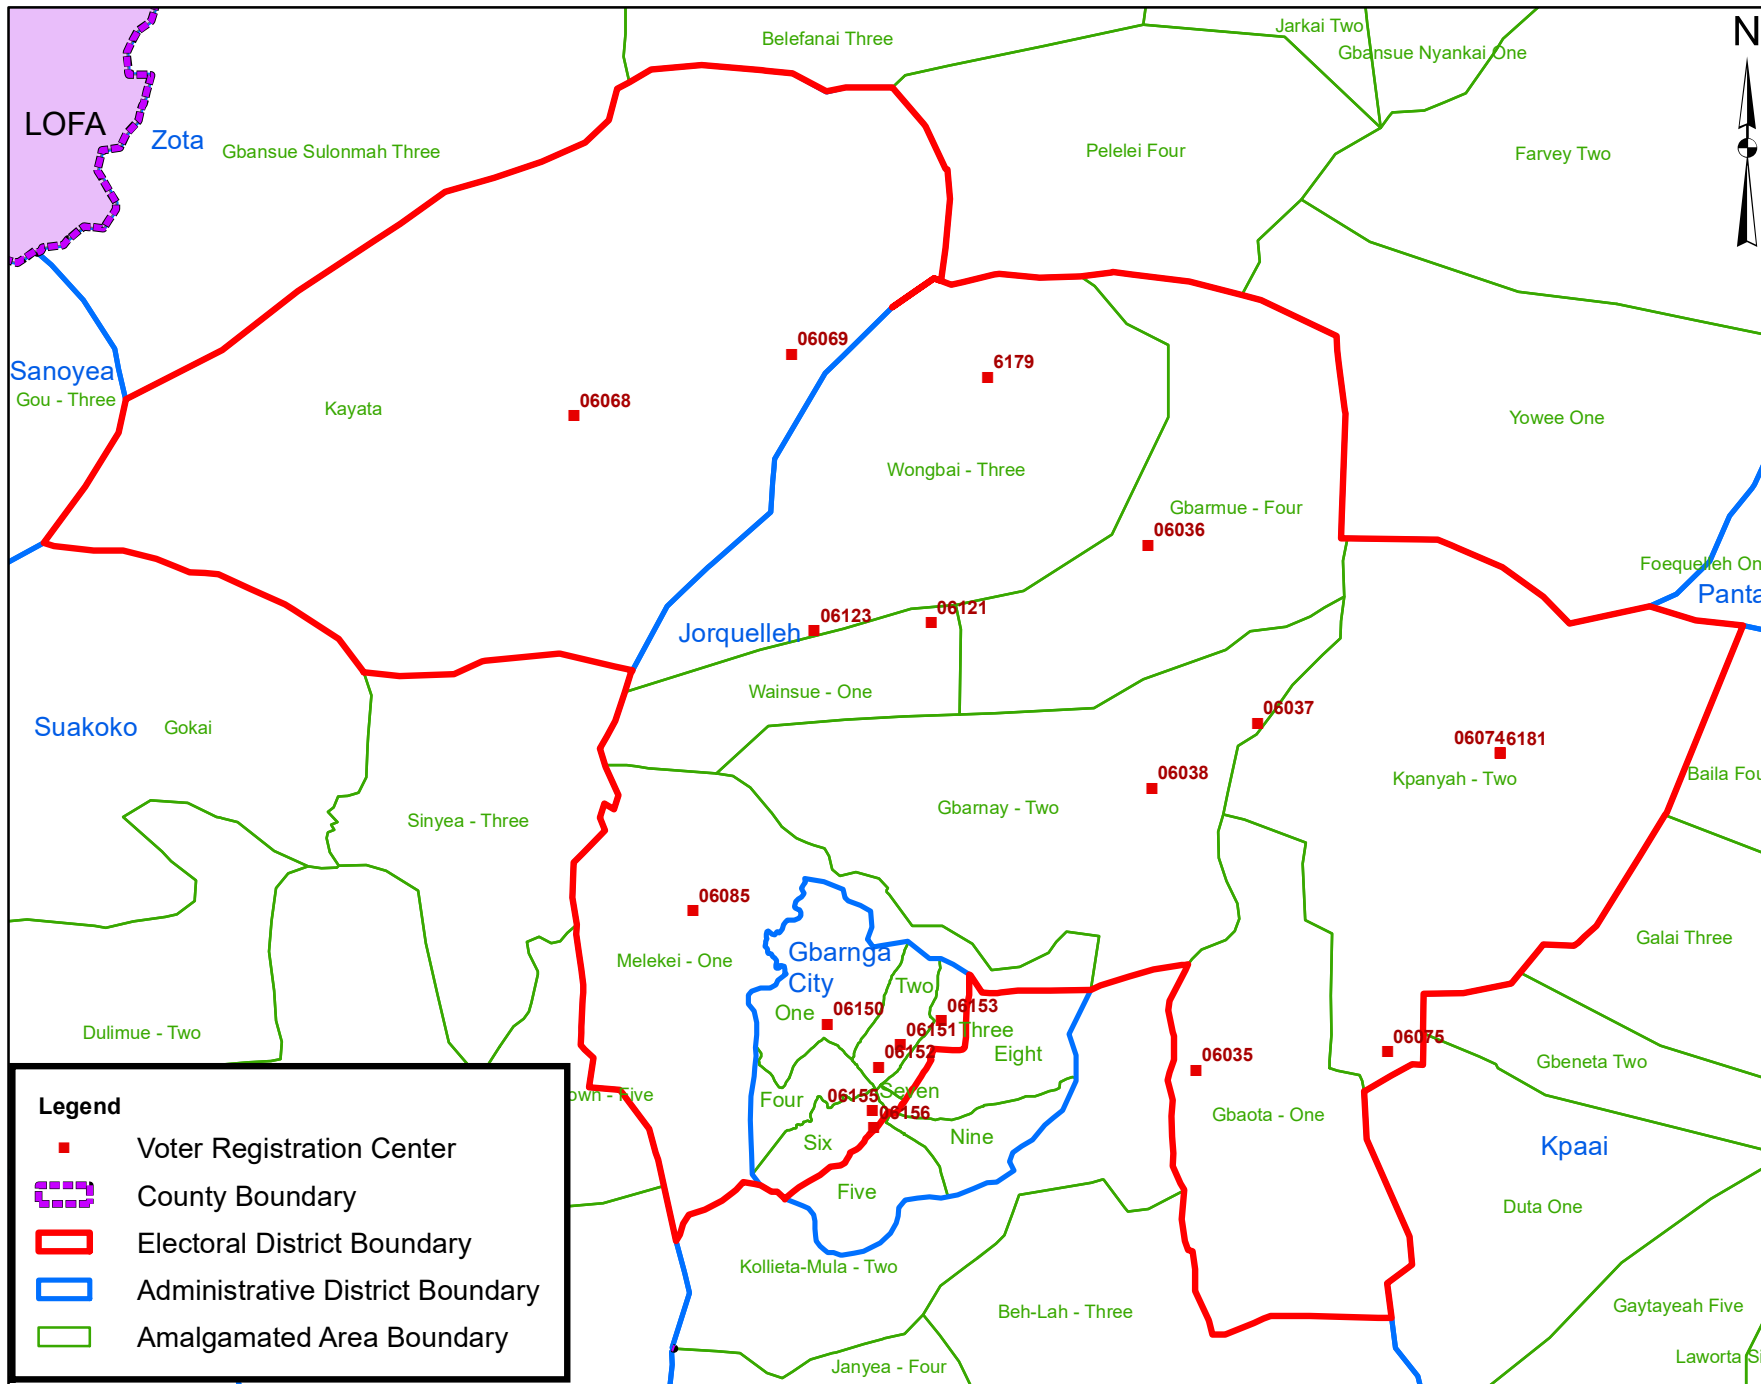 Belefanai Three
Jarkai Two
Gbansue Nyankai One
N
LOFA
Zota
Gbansue Sulonmah Three
Pelelei Four
Farvey Two
06069
6179
Sanoyea
Gou - Three
Kayata
06068
Yowee One
Wongbai - Three
Gbarmue - Four
06036
Foequelleh On
Panta
06123
06121
Jorquelleh
Wainsue - One
06037
Suakoko
Gokai
06074
6181
06038
Kpanyah - Two
Baila Fou
Gbarnay - Two
Sinyea - Three
06085
Melekei - One
Gbarnga
City
Galai Three
Two
One
06150
06153
06151
Three
Dulimue - Two
06152
Eight
06075
06035
Gbeneta Two
own - Five
Four
06155
Seven
06156
Gbaota - One
Six
Nine
Kpaai
Five
Duta One
Kollieta-Mula - Two
Beh-Lah - Three
Gaytayeah Five
Janyea - Four
Laworta Si
Legend
Voter Registration Center
County Boundary
Electoral District Boundary
Administrative District Boundary
Amalgamated Area Boundary